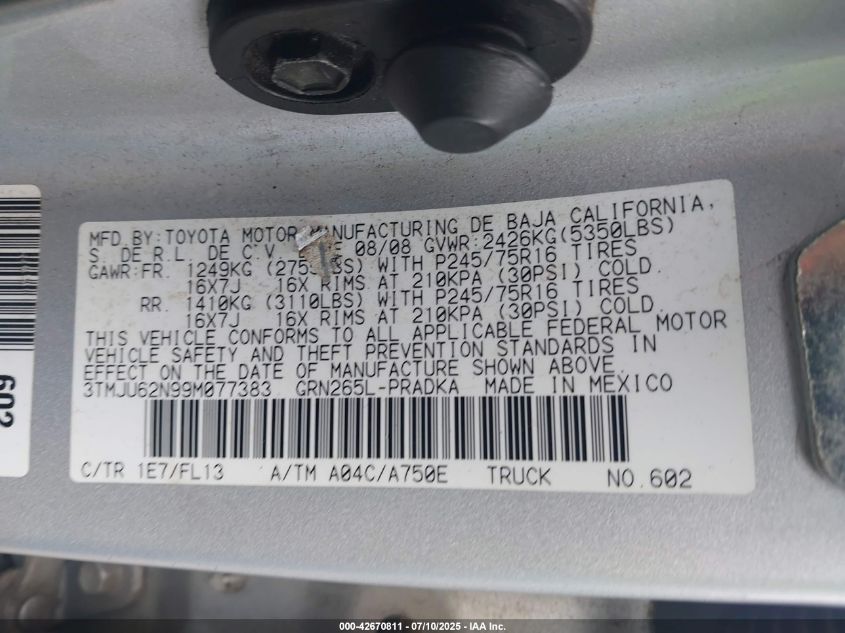 MFD.BY:TOYOTA MOTOR MANUFACTURING DE BAJA CALIFORNIA,
S. DE R.L. DE C.V. 08/08 GVWR:2426KG(5350LBS)
GAWR:FR. 1249KG WITH P245/75R16 TIRES
16X7J 16X RIMS AT 210KPA (30PSI) COLD.
RR. 1410KG (3110LBS) WITH P245/75R16 TIRES
16X7J 16X RIMS AT 210KPA (30PSI) COLD.
THIS VEHICLE CONFORMS TO ALL APPLICABLE FEDERAL MOTOR
VEHICLE SAFETY AND THEFT PREVENTION STANDARDS IN
EFFECT ON THE DATE OF MANUFACTURE SHOWN ABOVE.
3TMJU62N99M077383 GRN265L-PRADKA MADE IN MEXICO
C/TR 1E7/FL13 A/TM A04C/A750E TRUCK NO.602
602
000-42670811 - 07/10/2025 - IAA Inc.